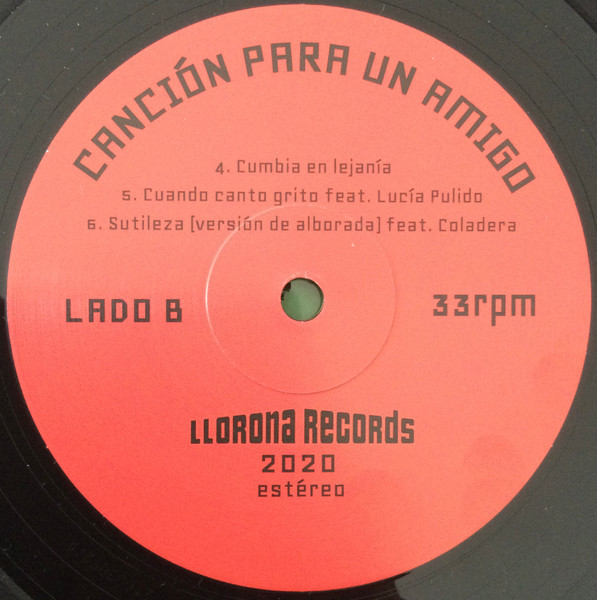 CANCIÓN PARA UN AMIGO
4. Cumbia en lejanía
5. Cuando canto grito feat. Lucía Pulido
6. Sutileza [versión de alborada] feat. Coladera
LADO B
33rpm
LLORONA RECORDS
2020
estéreo